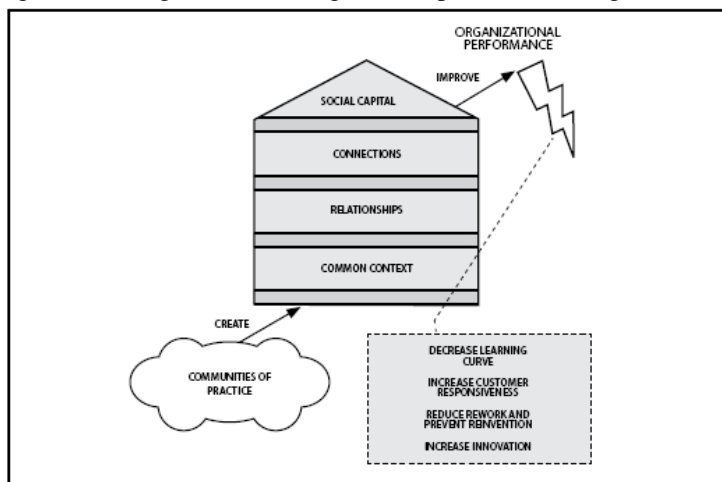 ORGANIZATIONAL
PERFORMANCE
IMPROVE
SOCIAL CAPITAL
CONNECTIONS
RELATIONSHIPS
COMMON CONTEXT
CREATE
COMMUNITIES OF
PRACTICE
DECREASE LEARNING
CURVE
INCREASE CUSTOMER
RESPONSIVENESS
REDUCE REWORK AND
PREVENT REINVENTION
INCREASE INNOVATION